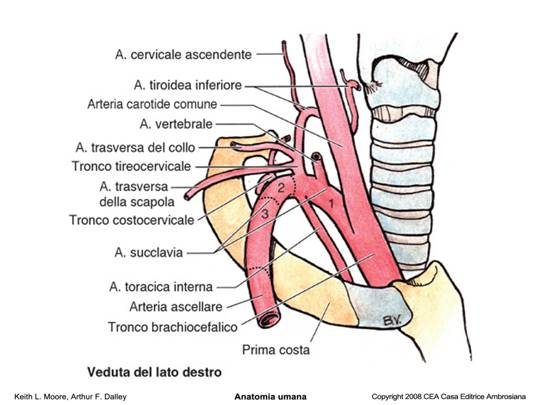 A. cervicale ascendente
A. tiroidea inferiore
Arteria carotide comune
A. vertebrale
A. trasversa del collo
Tronco tireocervicale
A. trasversa
della scapola
Tronco costocervicale
A. succlavia
A. toracica interna
Arteria ascellare
Tronco brachiocefalico
Prima costa
2
3
1
B.V.
Veduta del lato destro
Keith L. Moore, Arthur F. Dalley
Anatomia umana
Copyright 2008 CEA Casa Editrice Ambrosiana